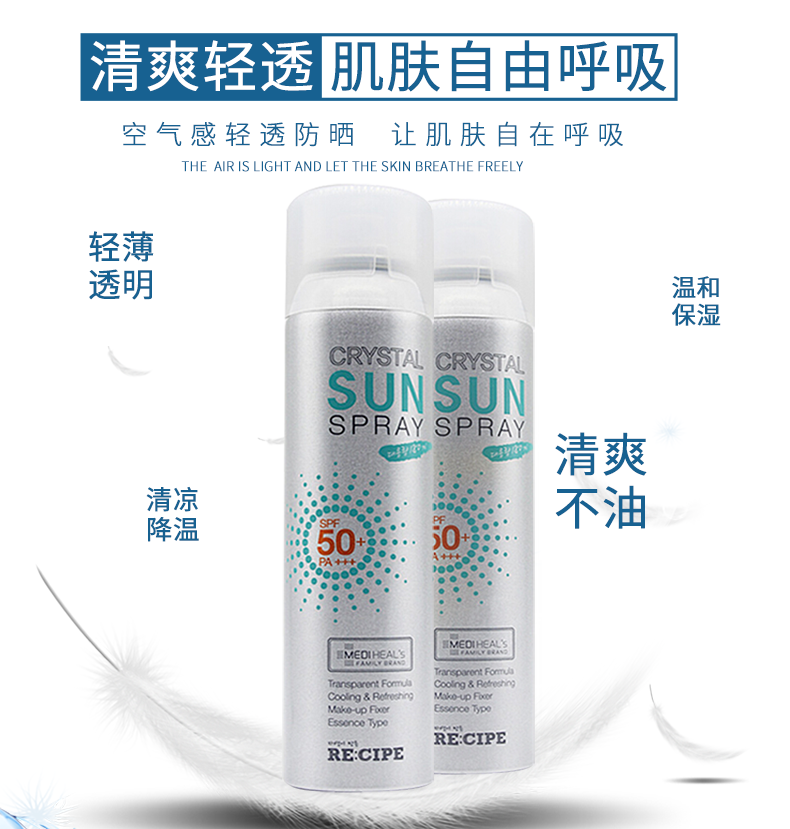 清爽轻透 肌肤自由呼吸
空气感轻透防晒 让肌肤自在呼吸
THE AIR IS LIGHT AND LET THE SKIN BREATHE FREELY
轻薄
透明
温和
保湿
清爽
不油
清凉
降温
CRYSTAL
SUN
SPRAY
SPF
50+
PA +++
MEDIHEAL's
FAMILY BRAND
Transparent Formula
Cooling & Refreshing
Make-up Fixer
Essence Type
RE:CIPE
CRYSTAL
SUN
SPRAY
SPF
50+
PA +++
MEDIHEAL's
FAMILY BRAND
Transparent Formula
Cooling & Refreshing
Make-up Fixer
Essence Type
RE:CIPE